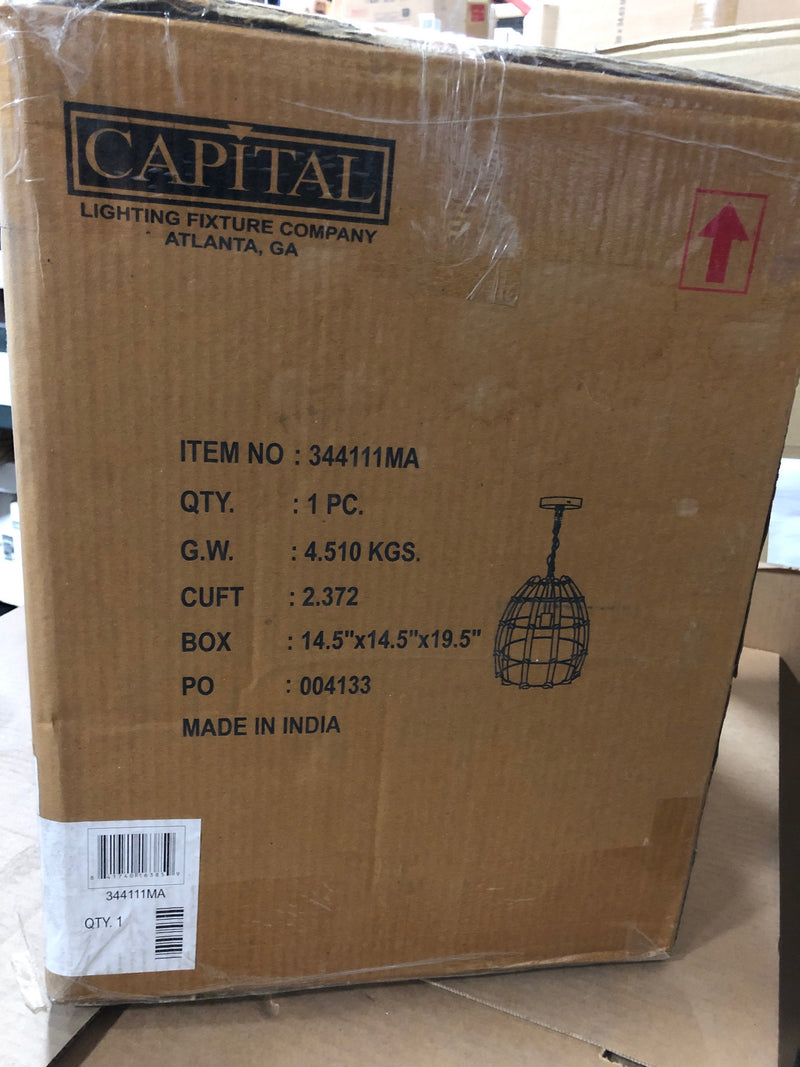 CAPITAL
LIGHTING FIXTURE COMPANY
ATLANTA, GA
ITEM NO : 344111MA
QTY. : 1 PC.
G.W. : 4.510 KGS.
CUFT : 2.372
BOX : 14.5"x14.5"x19.5"
PO : 004133
MADE IN INDIA
344111MA
QTY. 1